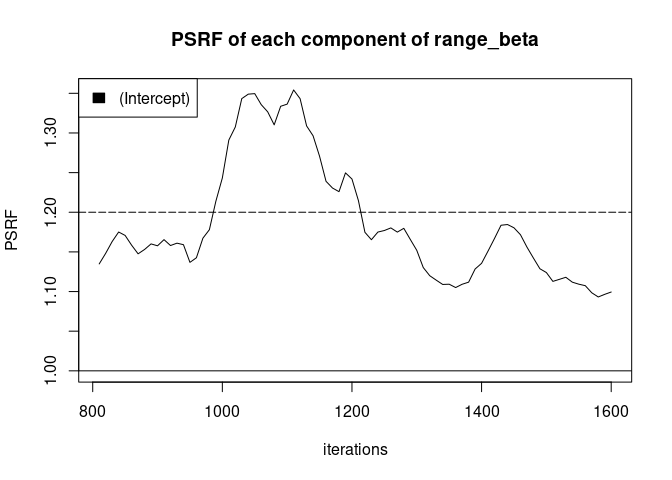 PSRF of each component of range_beta
(Intercept)
PSRF
1.30
1.20
1.10
1.00
800 1000 1200 1400 1600
iterations